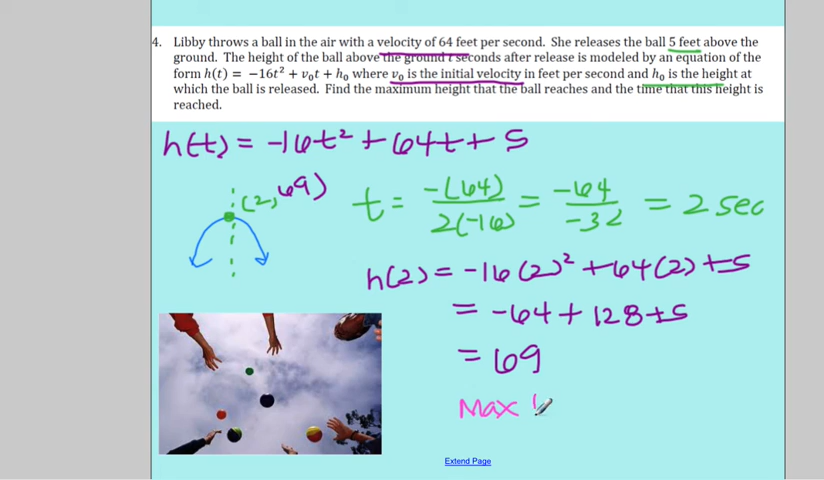 4. Libby throws a ball in the air with a velocity of 64 feet per second. She releases the ball 5 feet above the
ground. The height of the ball above the ground t seconds after release is modeled by an equation of the
form h(t) = −16t² + v₀t + h₀ where v₀ is the initial velocity in feet per second and h₀ is the height at
which the ball is released. Find the maximum height that the ball reaches and the time that this height is
reached.
h(t) = -16t² + 64t + 5
(2, 69)
t = -(64) / 2(-16) = -64 / -32 = 2 sec
h(2) = -16(2)² + 64(2) + 5
= -64 + 128 + 5
= 69
Max
Extend Page